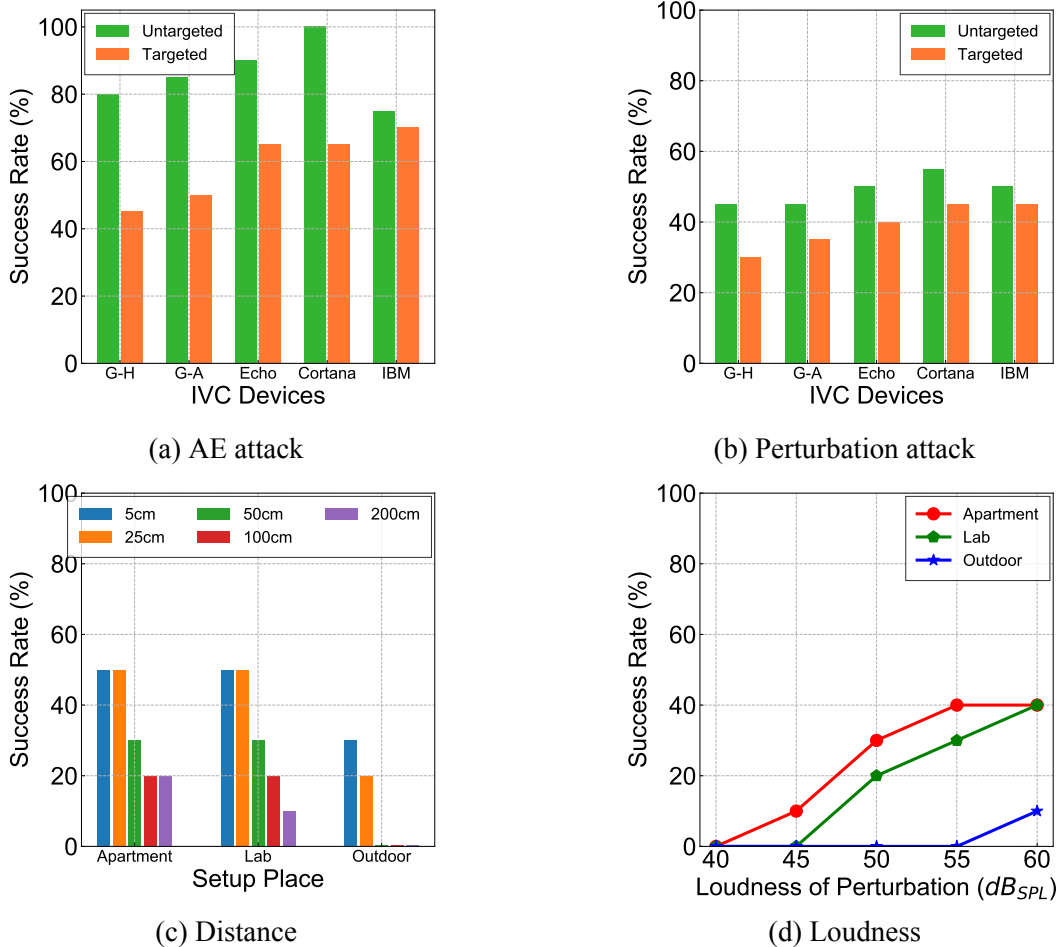 100
80
60
40
20
0
Success Rate (%)
Untargeted
Targeted
G-H G-A Echo Cortana IBM
IVC Devices
(a) AE attack
100
80
60
40
20
0
Success Rate (%)
Untargeted
Targeted
G-H G-A Echo Cortana IBM
IVC Devices
(b) Perturbation attack
100
80
60
40
20
0
Success Rate (%)
5cm 50cm 200cm
25cm 100cm
Apartment Lab Outdoor
Setup Place
(c) Distance
100
80
60
40
20
0
Success Rate (%)
Apartment
Lab
Outdoor
40 45 50 55 60
Loudness of Perturbation (dB_SPL)
(d) Loudness